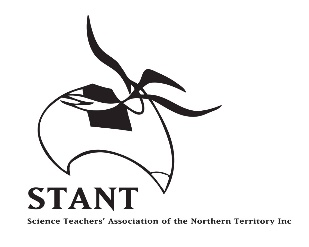 STANT
Science Teachers' Association of the Northern Territory Inc